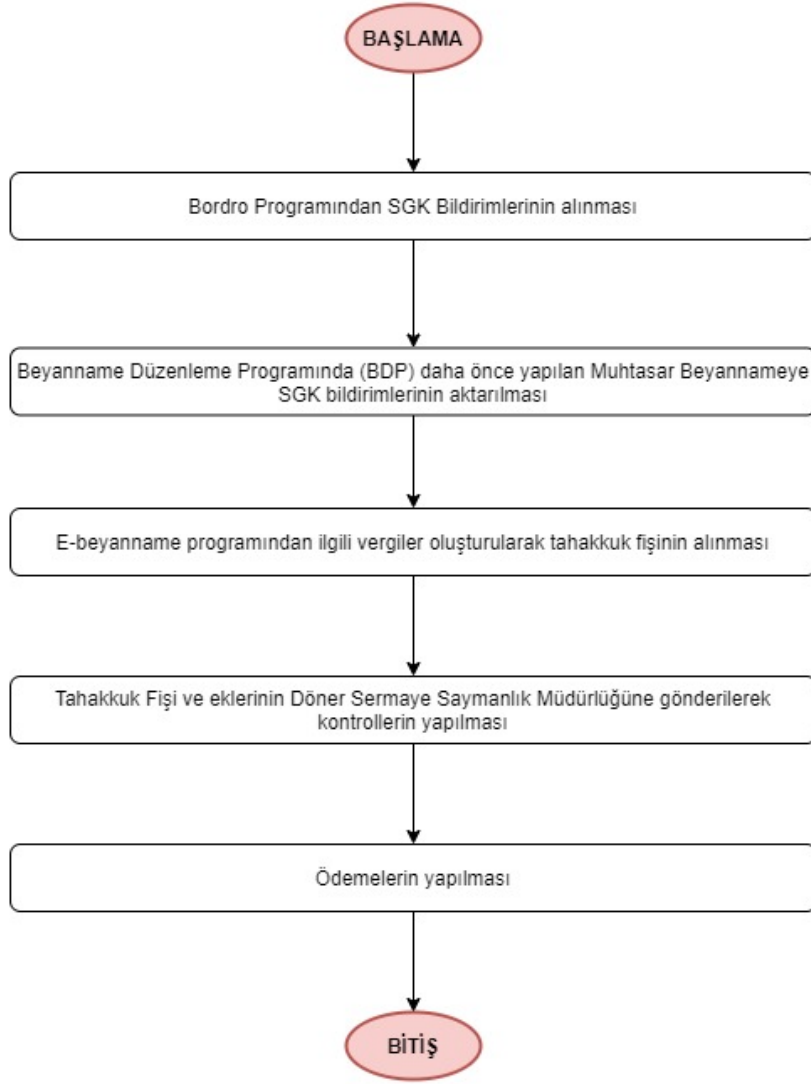 BAŞLAMA
Bordro Programından SGK Bildirimlerinin alınması
Beyanname Düzenleme Programında (BDP) daha önce yapılan Muhtasar Beyannameye
SGK bildirimlerinin aktarılması
E-beyanname programından ilgili vergiler oluşturularak tahakkuk fişinin alınması
Tahakkuk Fişi ve eklerinin Döner Sermaye Saymanlık Müdürlüğüne gönderilerek
kontrollerin yapılması
Ödemelerin yapılması
BİTİŞ